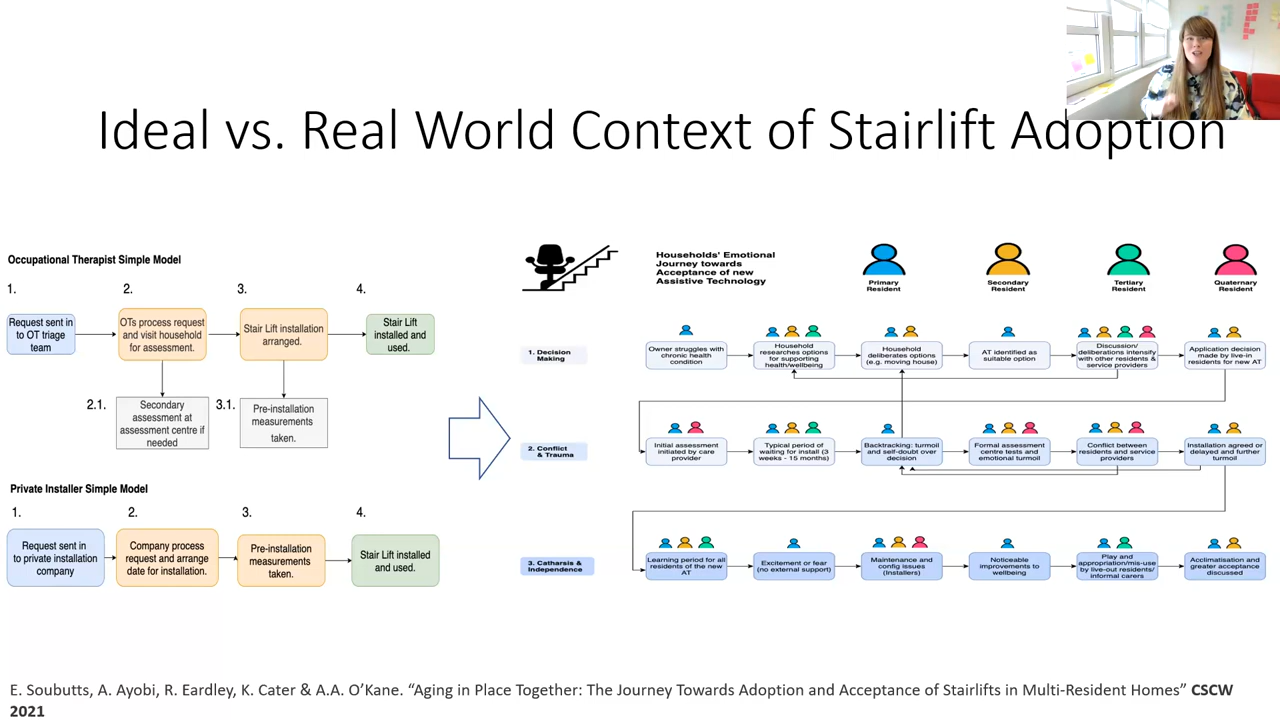 Ideal vs. Real World Context of Stairlift Adoption
Occupational Therapist Simple Model
1.
2.
3.
4.
Request sent in
to OT triage
team
OTs process request
and visit household
for assessment.
Stair Lift installation
arranged.
Stair Lift
installed and
used.
2.1.
Secondary
assessment at
assessment centre if
needed
3.1.
Pre-installation
measurements
taken.
Private Installer Simple Model
1.
2.
3.
4.
Request sent in
to private installation
company
Company process
request and arrange
date for installation.
Pre-installation
measurements
taken.
Stair Lift installed
and used.
Households' Emotional
Journey towards
Acceptance of new
Assistive Technology
Primary
Resident
Secondary
Resident
Tertiary
Resident
Quaternary
Resident
1. Decision
Making
Owner struggles with
chronic health
condition
Household
researches options
for supporting
health/wellbeing
Household
deliberates options
(e.g. moving house)
AT identified as
suitable option
Discussion/
deliberations intensify
with other residents &
service providers
Application decision
made by live-in
residents for new AT
2. Conflict
& Trauma
Initial assessment
initiated by care
provider
Typical period of
waiting for install (3
weeks - 15 months)
Backtracking: turmoil
and self-doubt over
decision
Formal assessment
centre tests and
emotional turmoil
Conflict between
residents and service
providers
Installation agreed or
delayed and further
turmoil
3. Catharsis &
Independence
Learning period for all
residents of the new
AT
Excitement or fear
(no external support)
Maintenance and
config issues
(Installers)
Noticeable
improvements to
wellbeing
Play and
appropriation/mis-use
by live-out residents/
informal carers
Acclimatisation and
greater acceptance
discussed
E. Soubutts, A. Ayobi, R. Eardley, K. Cater & A.A. O'Kane. “Aging in Place Together: The Journey Towards Adoption and Acceptance of Stairlifts in Multi-Resident Homes” CSCW
2021